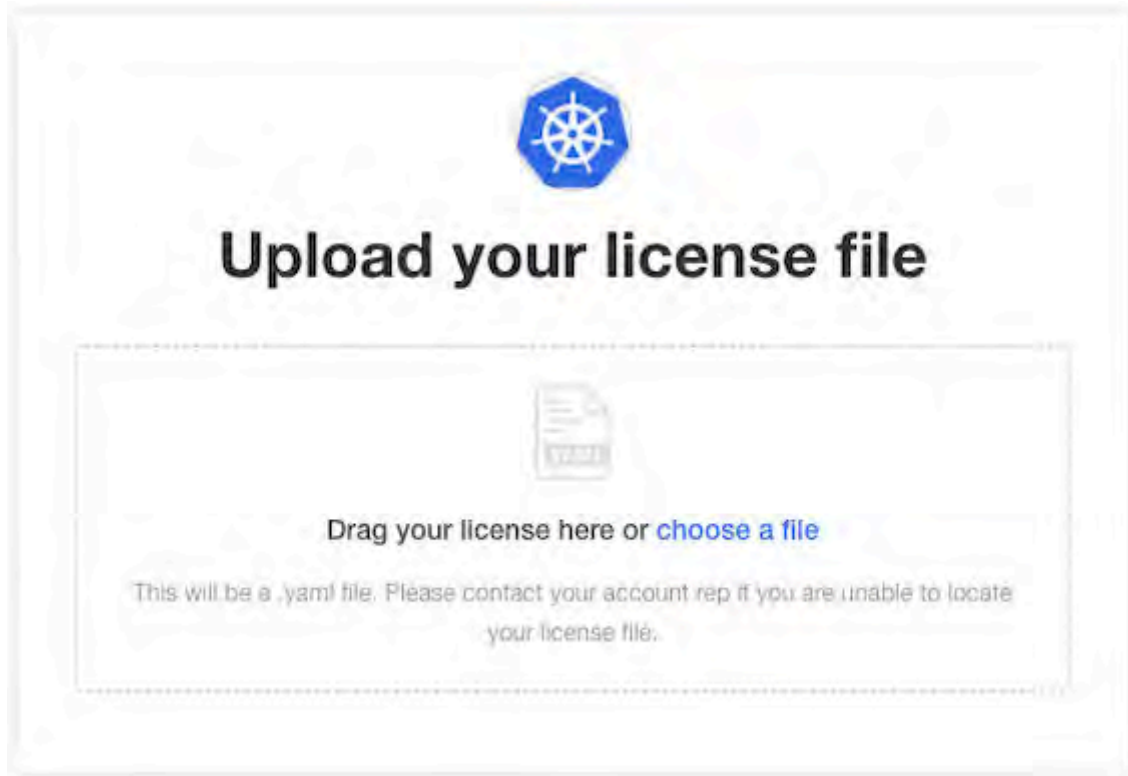 Upload your license file
YAML
Drag your license here or choose a file
This will be a .yaml file. Please contact your account rep if you are unable to locate
your license file.